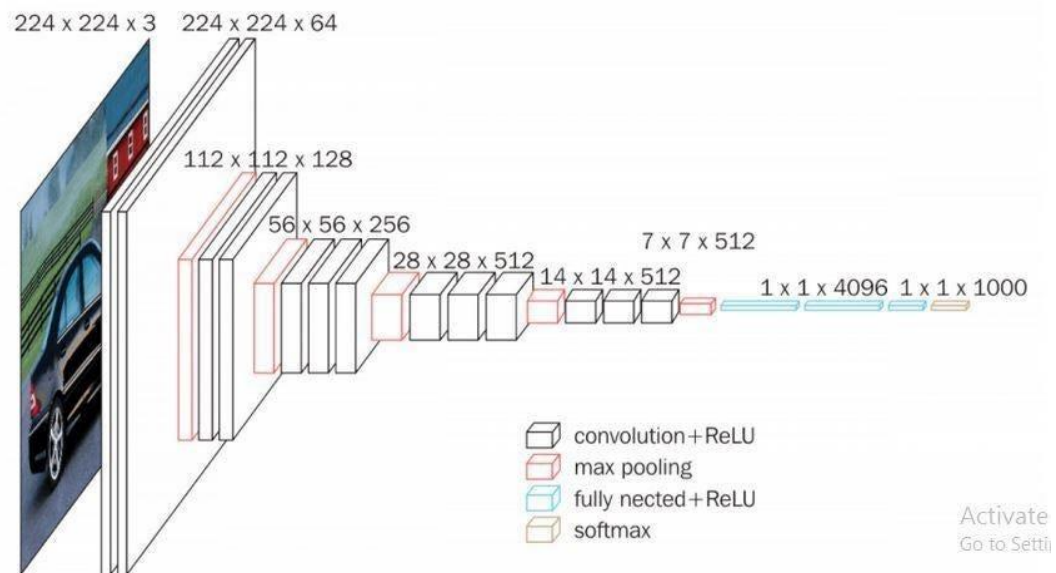 224 x 224 x 3
224 x 224 x 64
112 x 112 x 128
56 x 56 x 256
28 x 28 x 512
14 x 14 x 512
7 x 7 x 512
1 x 1 x 4096
1 x 1 x 1000
convolution+ReLU
max pooling
fully nected+ReLU
softmax
Activate
Go to Setti